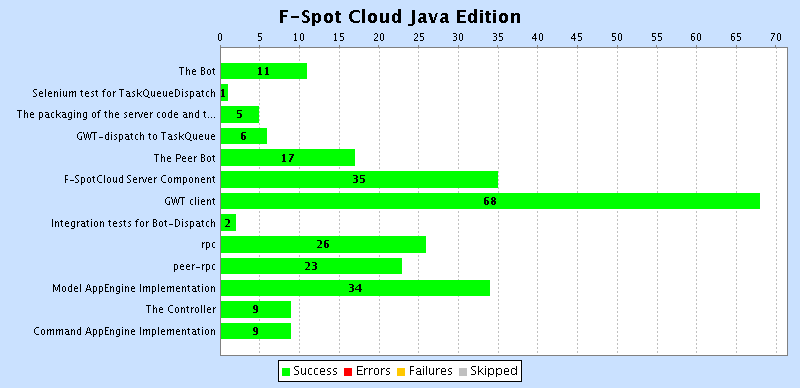 F-Spot Cloud Java Edition
0 5 10 15 20 25 30 35 40 45 50 55 60 65 70
The Bot 11
Selenium test for TaskQueueDispatch 1
The packaging of the server code and t... 5
GWT-dispatch to TaskQueue 6
The Peer Bot 17
F-SpotCloud Server Component 35
GWT client 68
Integration tests for Bot-Dispatch 2
rpc 26
peer-rpc 23
Model AppEngine Implementation 34
The Controller 9
Command AppEngine Implementation 9
Success Errors Failures Skipped